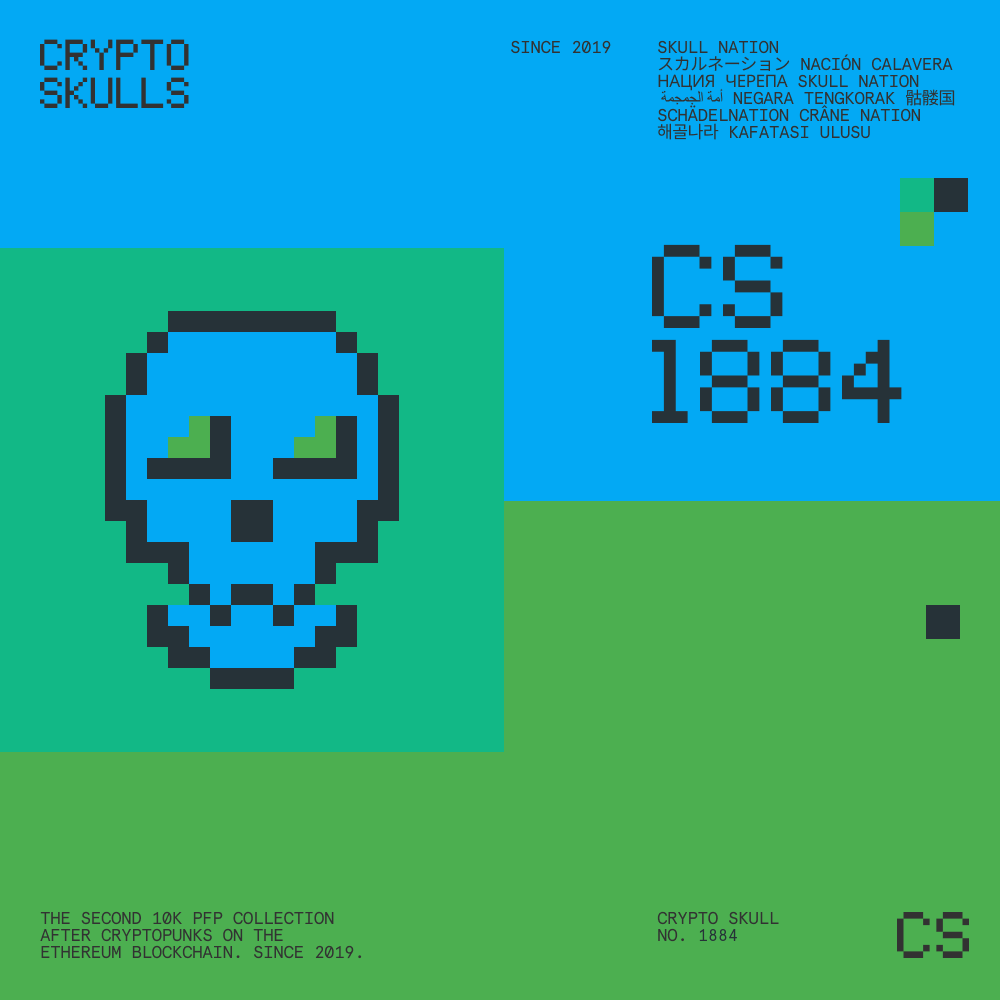 CRYPTO
SKULLS
SINCE 2019
SKULL NATION
スカルネーション NACIÓN CALAVERA
НАЦИЯ ЧЕРЕПА SKULL NATION
أمة الجمجمة NEGARA TENGKORAK 骷髅国
SCHÄDELNATION CRÂNE NATION
해골나라 KAFATASI ULUSU
CS
1884
THE SECOND 10K PFP COLLECTION
AFTER CRYPTOPUNKS ON THE
ETHEREUM BLOCKCHAIN. SINCE 2019.
CRYPTO SKULL
NO. 1884
CS